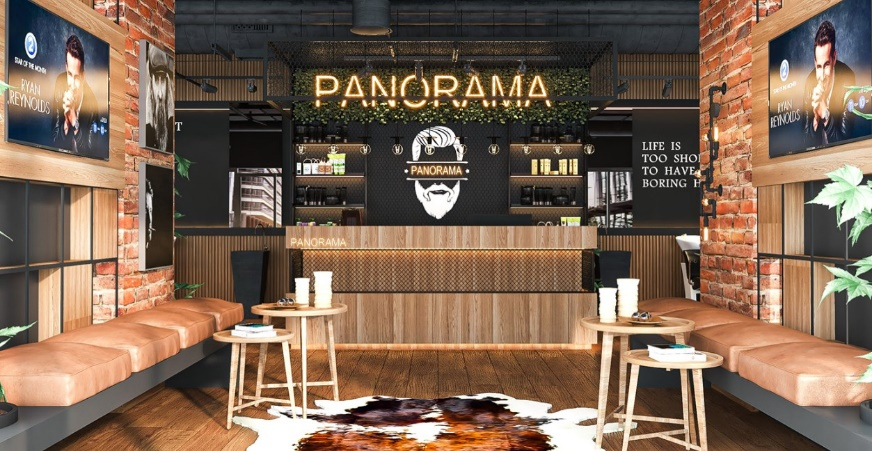 STAR OF THE MONTH
RYAN
REYNOLDS
PANORAMA
PANORAMA
PANORAMA
LIFE IS
TOO SHO
TO HAVE
BORING H
STAR OF THE MONTH
RYAN
REYNOLDS